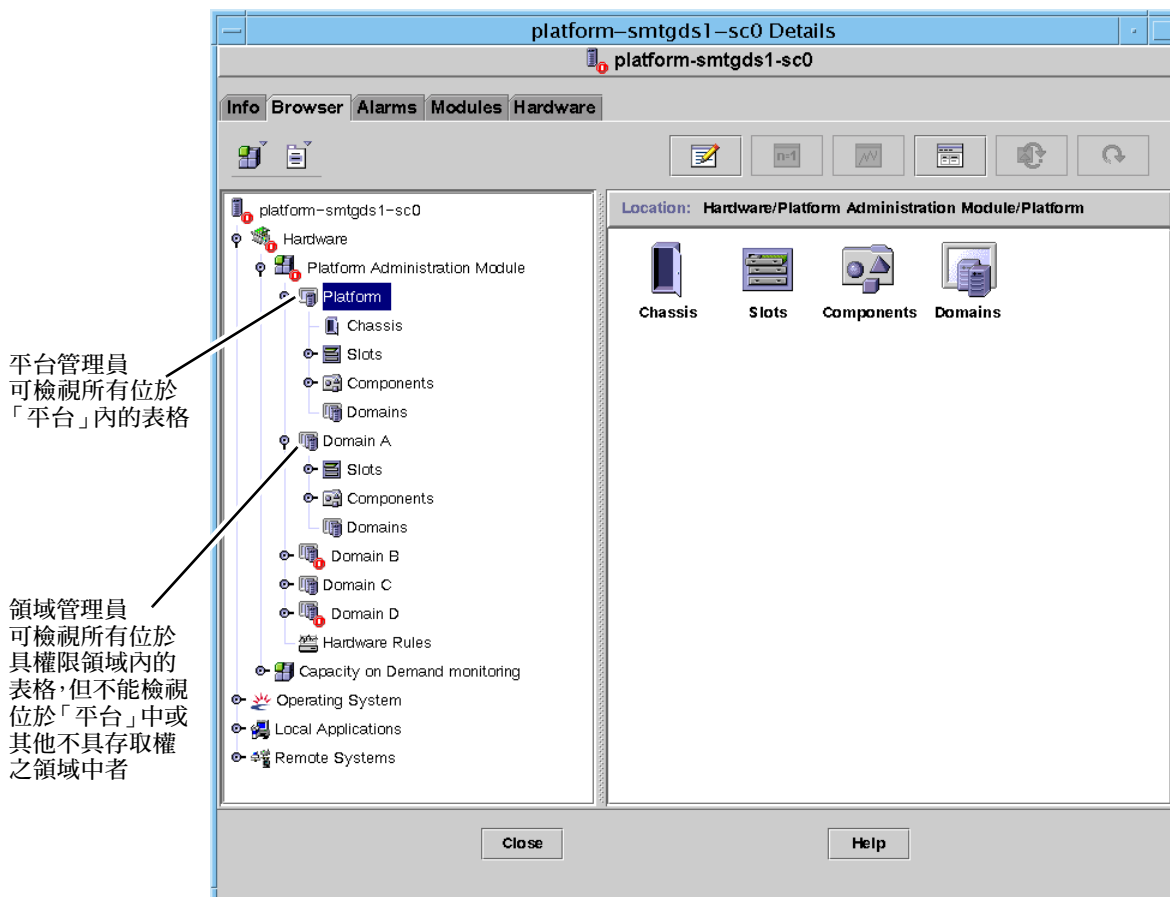 platform-smtgds1-sc0 Details
platform-smtgds1-sc0
Info Browser Alarms Modules Hardware
n=1
platform-smtgds1-sc0
Hardware
Platform Administration Module
Platform
Chassis
Slots
Components
Domains
Domain A
Slots
Components
Domains
Domain B
Domain C
Domain D
Hardware Rules
Capacity on Demand monitoring
Operating System
Local Applications
Remote Systems
Location: Hardware/Platform Administration Module/Platform
Chassis Slots Components Domains
Close Help
平台管理員
可檢視所有位於
「平台」內的表格
領域管理員
可檢視所有位於
具權限領域內的
表格，但不能檢視
位於「平台」中或
其他不具存取權
之領域中者